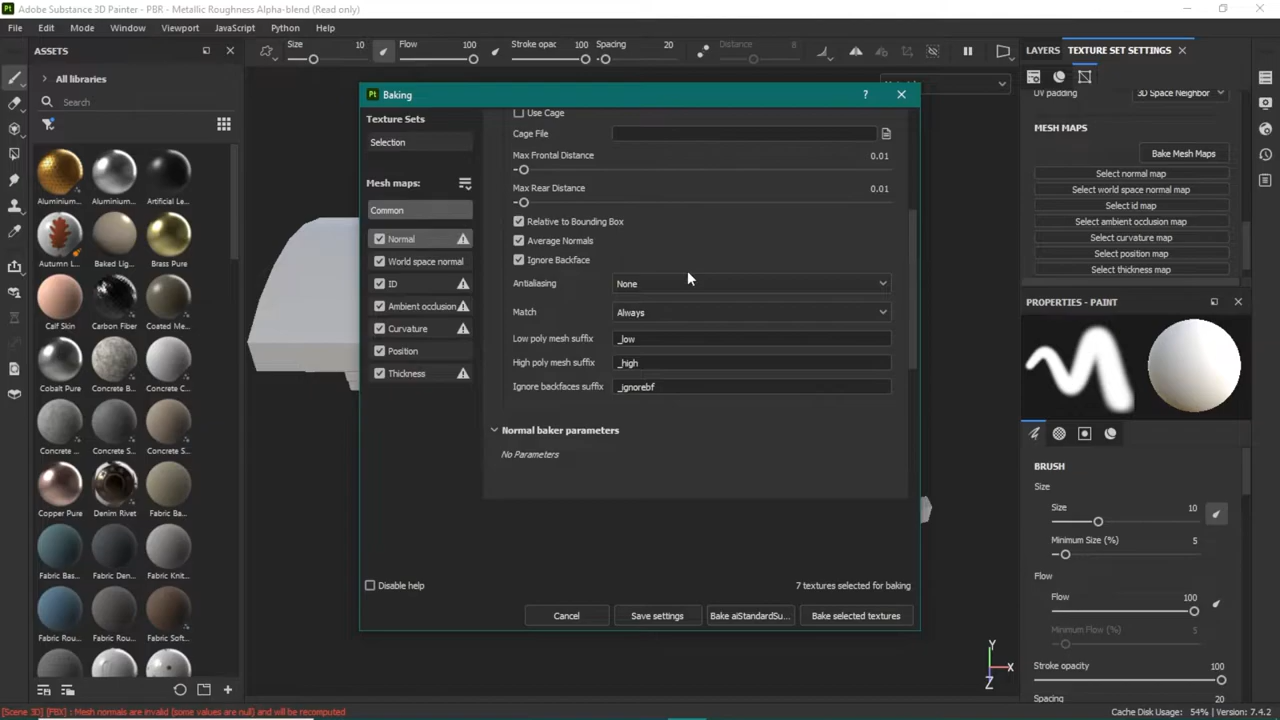 Adobe Substance 3D Painter - PBR - Metallic Roughness Alpha-blend (Read only)
File Edit Mode Window Viewport JavaScript Python Help
ASSETS
Size 10 Flow 100 Stroke opac 100 Spacing 20 Distance 8
LAYERS TEXTURE SET SETTINGS
All libraries
Search
Aluminium... Aluminium... Artificial Le...
Autumn L... Baked Lig... Brass Pure
Calf Skin Carbon Fiber Coated Me...
Cobalt Pure Concrete B... Concrete B...
Concrete ... Concrete S... Concrete S...
Copper Pure Denim Rivet Fabric Ba...
Fabric Bas... Fabric Den... Fabric Knit...
Fabric Rou... Fabric Rou... Fabric Soft...
Baking
Texture Sets
Selection
Mesh maps:
Common
Normal
World space normal
ID
Ambient occlusion
Curvature
Position
Thickness
Use Cage
Cage File
Max Frontal Distance 0.01
Max Rear Distance 0.01
Relative to Bounding Box
Average Normals
Ignore Backface
Antialiasing None
Match Always
Low poly mesh suffix _low
High poly mesh suffix _high
Ignore backfaces suffix _ignorebf
Normal baker parameters
No Parameters
Disable help
7 textures selected for baking
Cancel Save settings Bake aiStandardSu... Bake selected textures
UV padding 3D Space Neighbor
MESH MAPS
Bake Mesh Maps
Select normal map
Select world space normal map
Select id map
Select ambient occlusion map
Select curvature map
Select position map
Select thickness map
PROPERTIES - PAINT
BRUSH
Size
Size 10
Minimum Size (%) 5
Flow
Flow 100
Minimum Flow (%) 5
Stroke opacity 100
Spacing 20
Y
X
Z
[Scene 3D] [FBX] : Mesh normals are invalid (some values are null) and will be recomputed
Cache Disk Usage: 54% | Version: 7.4.2